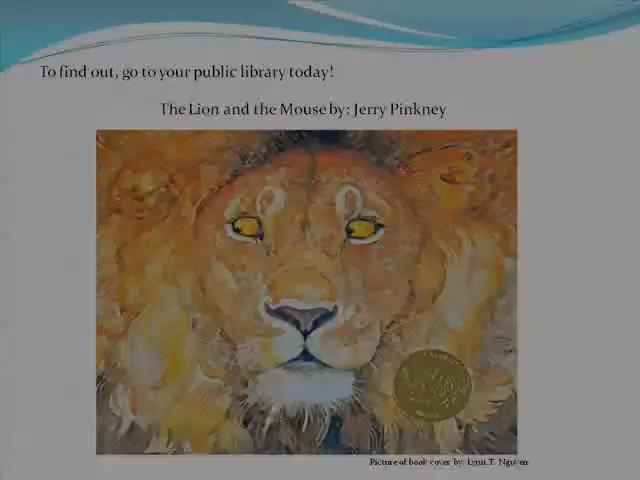 To find out, go to your public library today!
The Lion and the Mouse by: Jerry Pinkney
Picture of book cover by: Lynn T. Nguyen